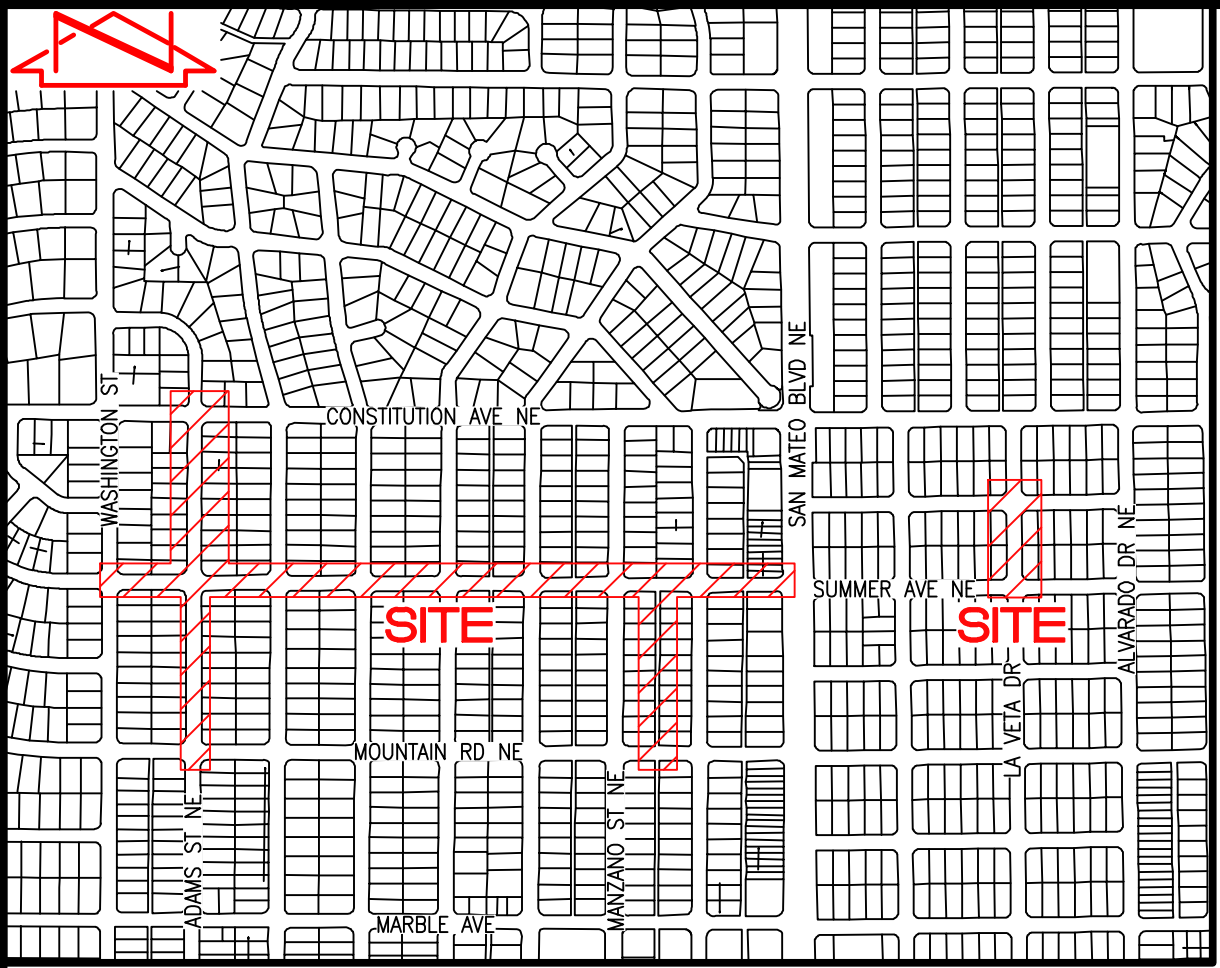 N
SAN MATEO BLVD NE
WASHINGTON ST
CONSTITUTION AVE NE
ALVARADO DR NE
SUMMER AVE NE
SITE
SITE
LA VETA DR
MOUNTAIN RD NE
ADAMS ST NE
MANZANO ST NE
MARBLE AVE